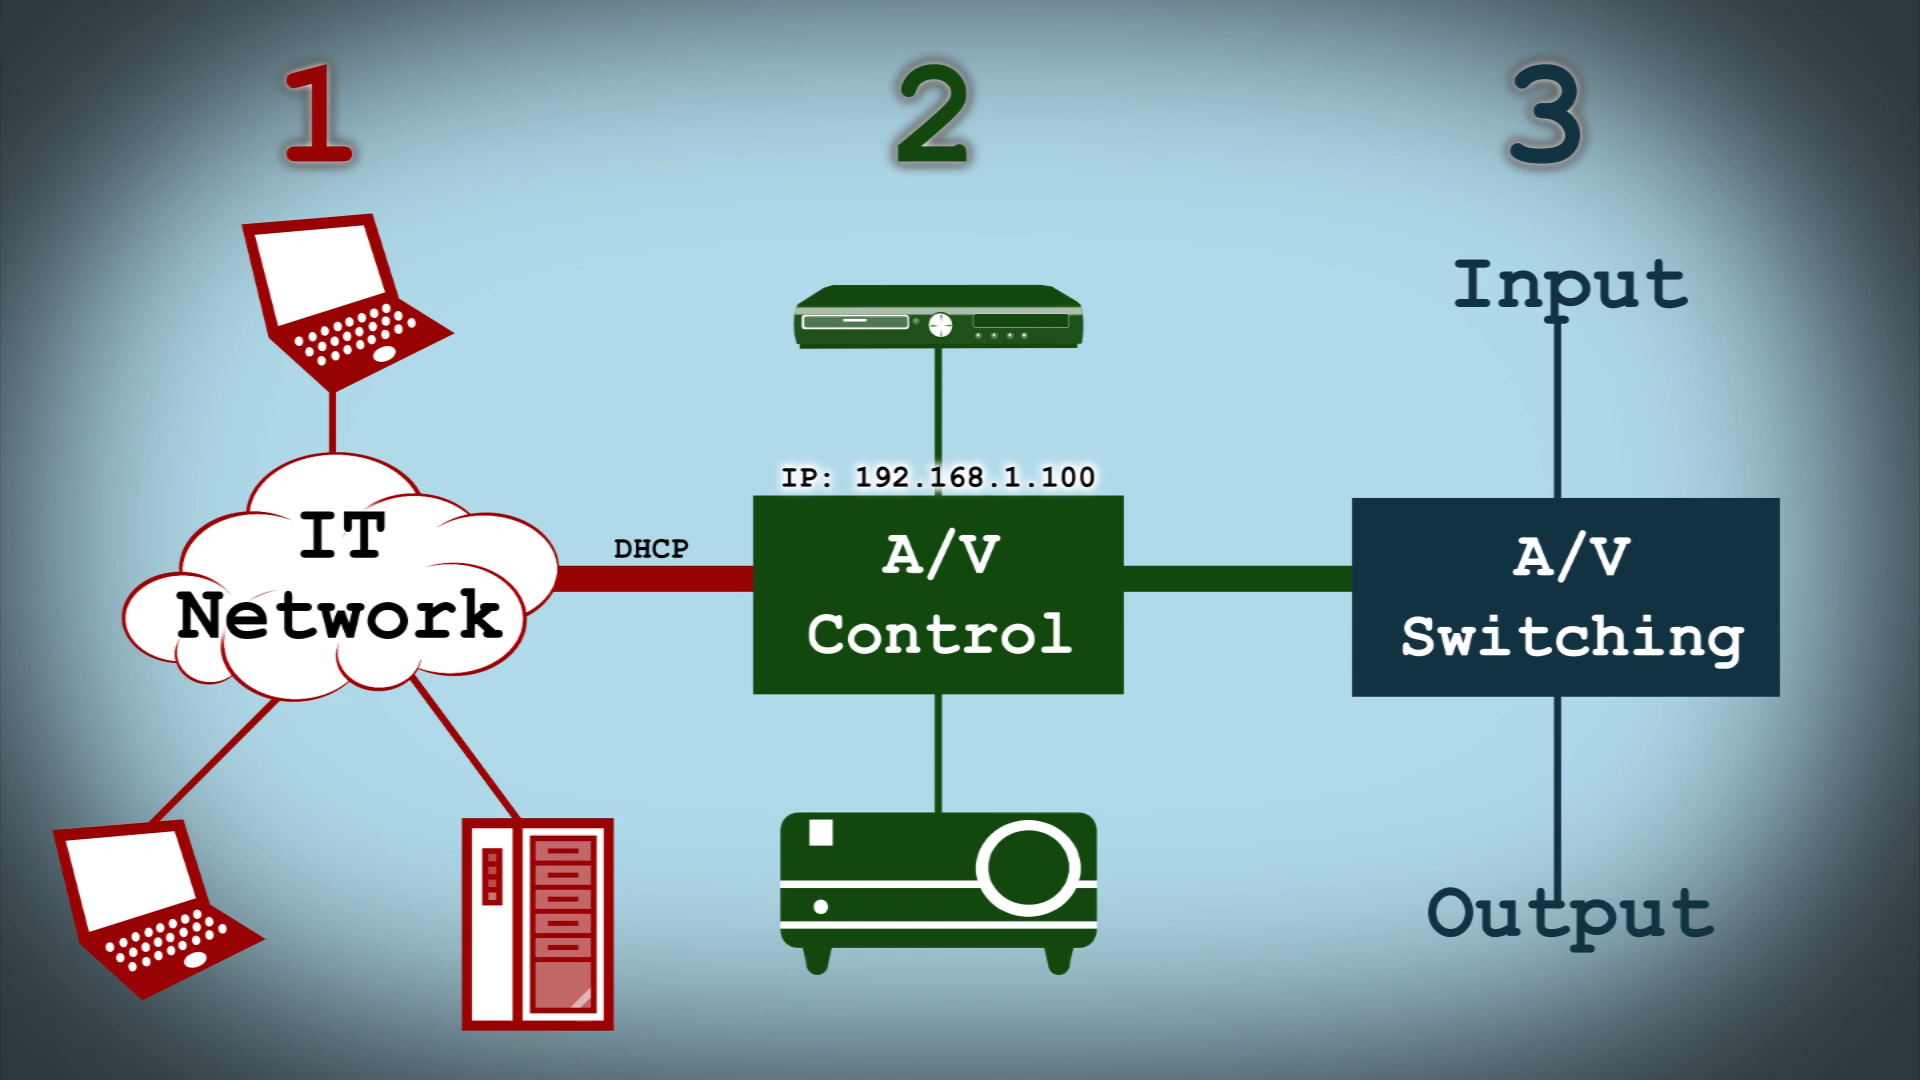 1
2
3
Input
IP: 192.168.1.100
IT
Network
DHCP
A/V
Control
A/V
Switching
Output